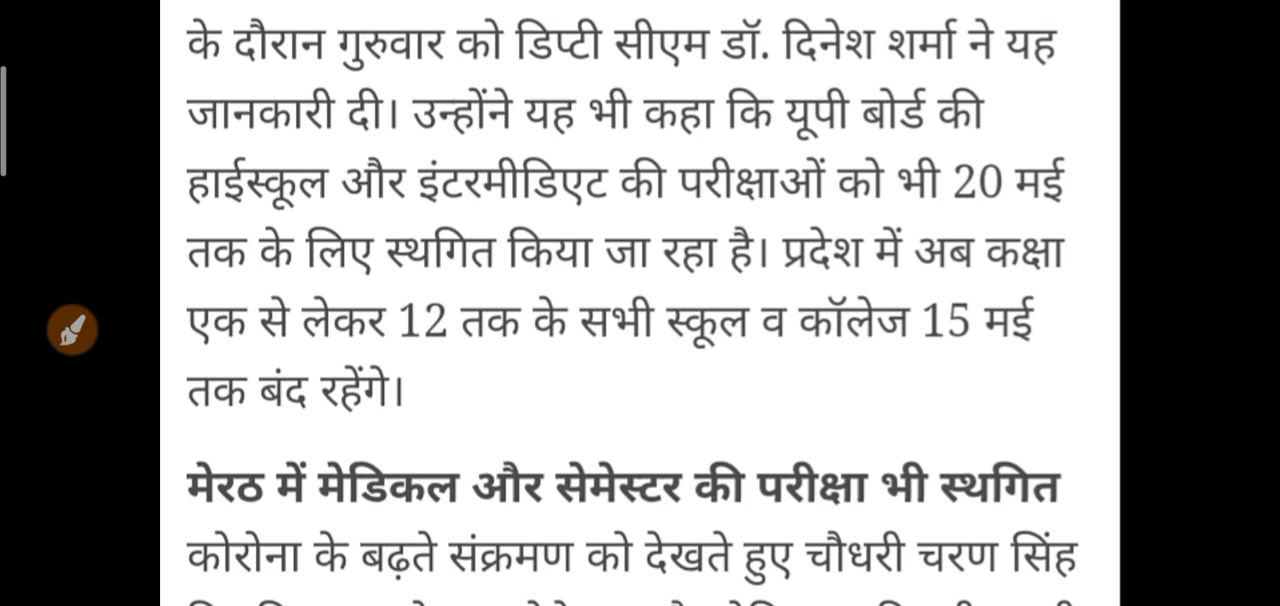 के दौरान गुरुवार को डिप्टी सीएम डॉ. दिनेश शर्मा ने यह
जानकारी दी। उन्होंने यह भी कहा कि यूपी बोर्ड की
हाईस्कूल और इंटरमीडिएट की परीक्षाओं को भी 20 मई
तक के लिए स्थगित किया जा रहा है। प्रदेश में अब कक्षा
एक से लेकर 12 तक के सभी स्कूल व कॉलेज 15 मई
तक बंद रहेंगे।
मेरठ में मेडिकल और सेमेस्टर की परीक्षा भी स्थगित
कोरोना के बढ़ते संक्रमण को देखते हुए चौधरी चरण सिंह